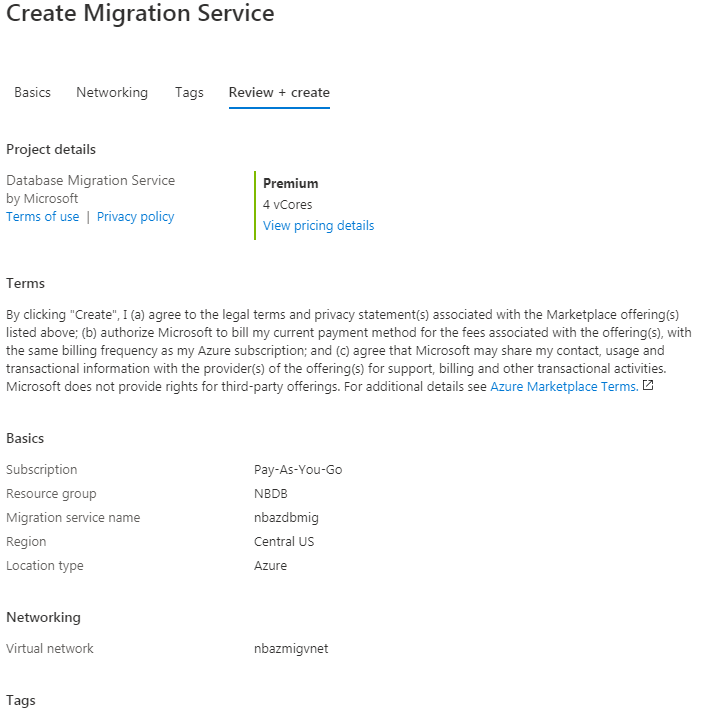 Create Migration Service
Basics Networking Tags Review + create
Project details
Database Migration Service
by Microsoft
Terms of use | Privacy policy
Premium
4 vCores
View pricing details
Terms
By clicking "Create", I (a) agree to the legal terms and privacy statement(s) associated with the Marketplace offering(s)
listed above; (b) authorize Microsoft to bill my current payment method for the fees associated with the offering(s), with
the same billing frequency as my Azure subscription; and (c) agree that Microsoft may share my contact, usage and
transactional information with the provider(s) of the offering(s) for support, billing and other transactional activities.
Microsoft does not provide rights for third-party offerings. For additional details see Azure Marketplace Terms.
Basics
Subscription Pay-As-You-Go
Resource group NBDB
Migration service name nbazdbmig
Region Central US
Location type Azure
Networking
Virtual network nbazmigvnet
Tags